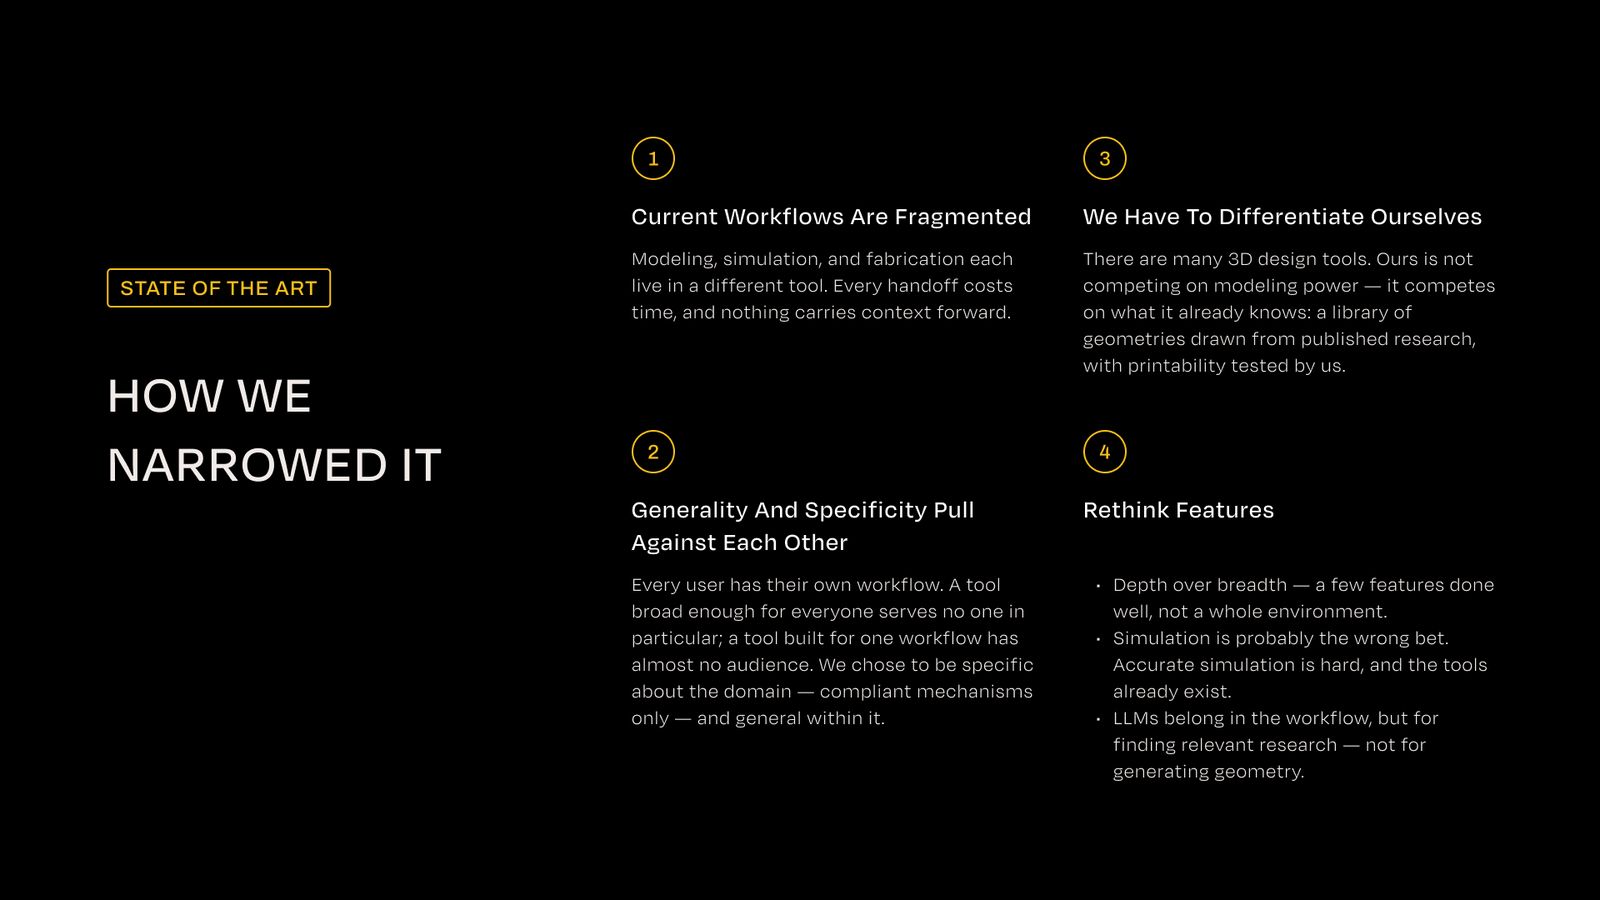 STATE OF THE ART
HOW WE
NARROWED IT
1
Current Workflows Are Fragmented
Modeling, simulation, and fabrication each
live in a different tool. Every handoff costs
time, and nothing carries context forward.
2
Generality And Specificity Pull
Against Each Other
Every user has their own workflow. A tool
broad enough for everyone serves no one in
particular; a tool built for one workflow has
almost no audience. We chose to be specific
about the domain — compliant mechanisms
only — and general within it.
3
We Have To Differentiate Ourselves
There are many 3D design tools. Ours is not
competing on modeling power — it competes
on what it already knows: a library of
geometries drawn from published research,
with printability tested by us.
4
Rethink Features
• Depth over breadth — a few features done
well, not a whole environment.
• Simulation is probably the wrong bet.
Accurate simulation is hard, and the tools
already exist.
• LLMs belong in the workflow, but for
finding relevant research — not for
generating geometry.